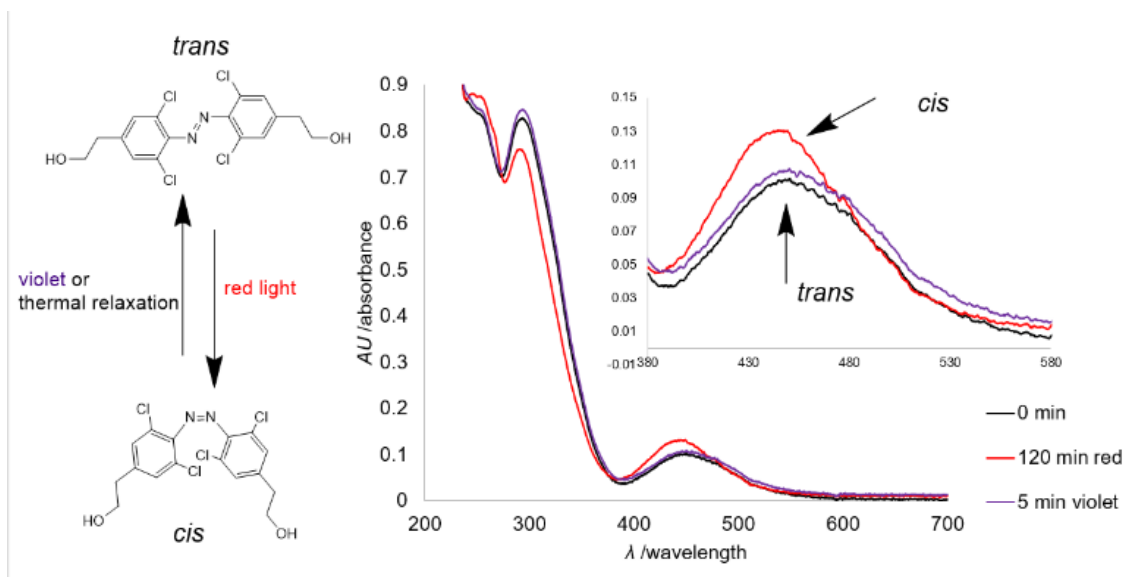 trans
Cl
Cl
N
N
Cl
Cl
HO
OH
violet or
thermal relaxation
red light
Cl
N=N
Cl
Cl
Cl
HO
OH
cis
AU /absorbance
0.9
0.8
0.7
0.6
0.5
0.4
0.3
0.2
0.1
0
200
300
400
500
600
700
λ /wavelength
0.15
0.13
0.11
0.09
0.07
0.05
0.03
0.01
-0.01
380
430
480
530
580
cis
trans
0 min
120 min red
5 min violet